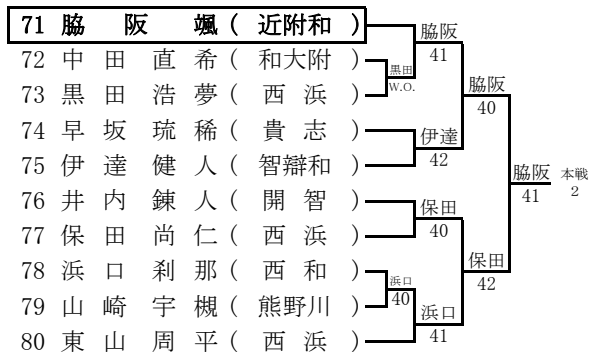 71 脇阪 颯 ( 近附和 )
72 中田 直希 ( 和大附 )
73 黒田 浩夢 ( 西浜 )
74 早坂 琉稀 ( 貴志 )
75 伊達 健人 ( 智辯和 )
76 井内 錬人 ( 開智 )
77 保田 尚仁 ( 西浜 )
78 浜口 刹那 ( 西和 )
79 山崎 宇槻 ( 熊野川 )
80 東山 周平 ( 西浜 )
黒田
W.O.
浜口
40
脇阪
41
伊達
42
保田
40
浜口
41
脇阪
40
保田
42
脇阪
41
本戦
2